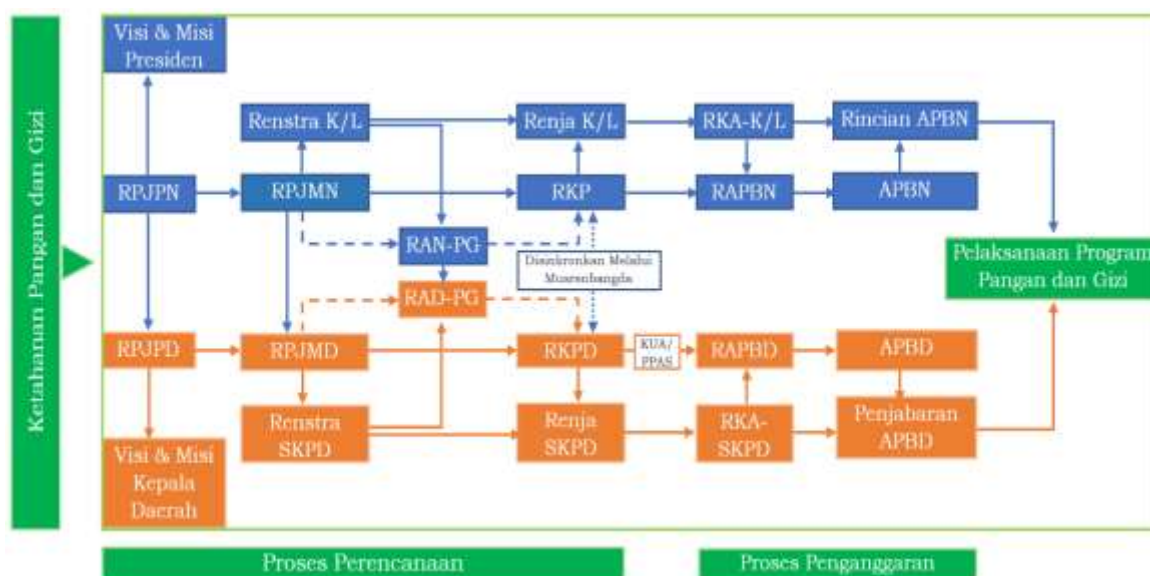 Ketahanan Pangan dan Gizi
Visi & Misi
Presiden
Renstra K/L
Renja K/L
RKA-K/L
Rincian APBN
RPJPN
RPJMN
RKP
RAPBN
APBN
RAN-PG
Disinkronkan Melalui
Musrenbangda
Pelaksanaan Program
Pangan dan Gizi
RAD-PG
RPJPD
RPJMD
RKPD
KUA/
PPAS
RAPBD
APBD
Renstra
SKPD
Renja
SKPD
RKA-
SKPD
Penjabaran
APBD
Visi & Misi
Kepala
Daerah
Proses Perencanaan
Proses Penganggaran